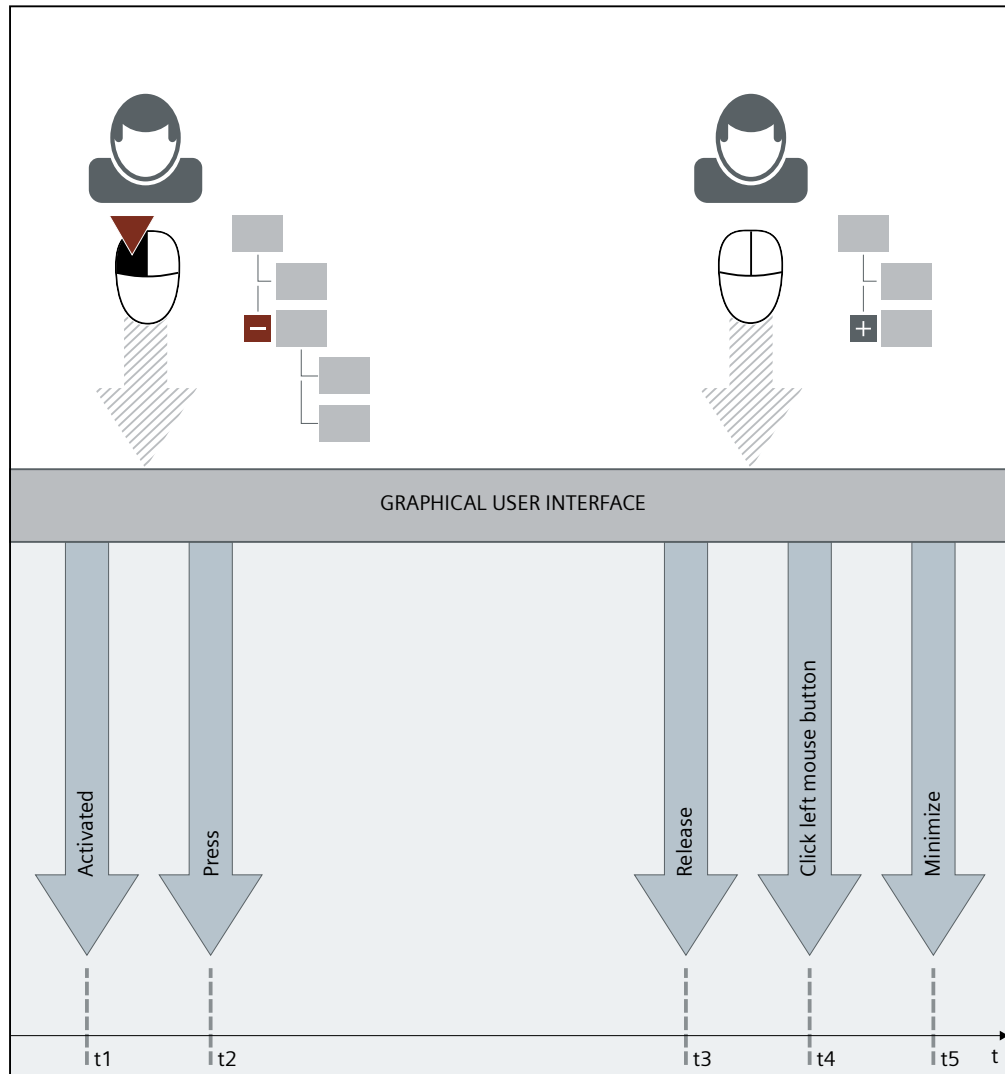 GRAPHICAL USER INTERFACE
Activated
Press
Release
Click left mouse button
Minimize
t1
t2
t3
t4
t5
t